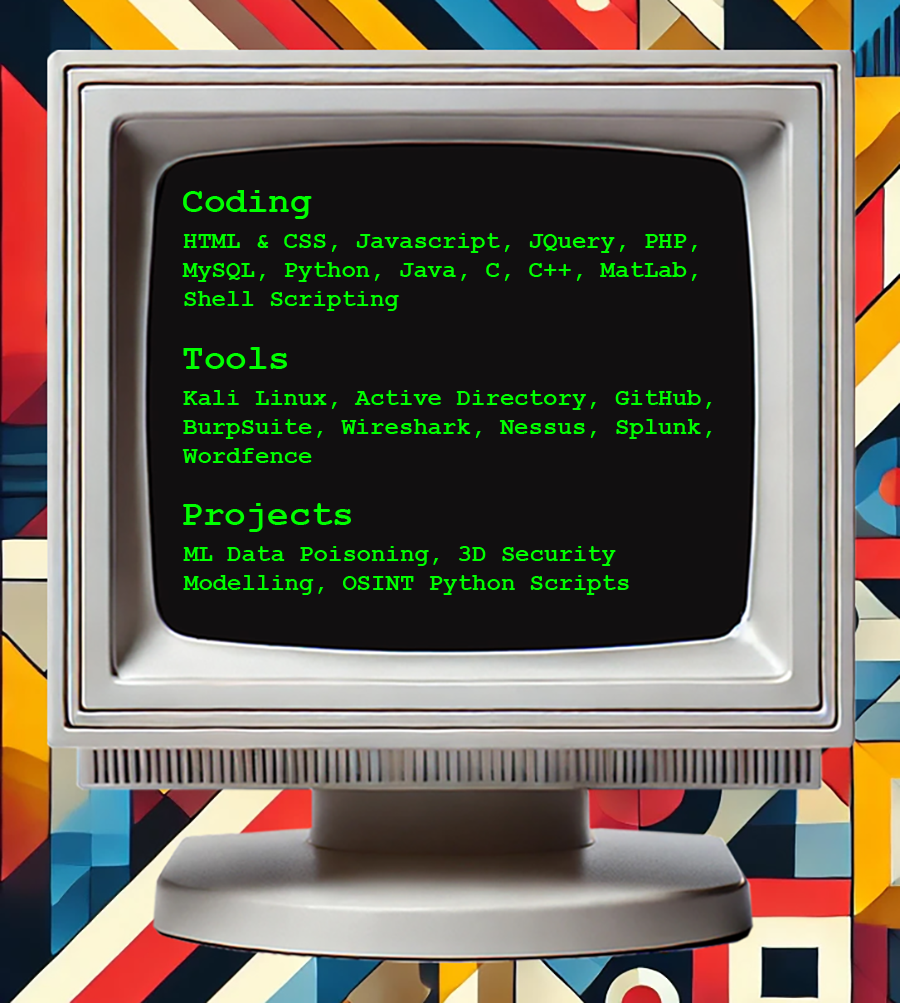 Coding
HTML & CSS, Javascript, JQuery, PHP,
MySQL, Python, Java, C, C++, MatLab,
Shell Scripting
Tools
Kali Linux, Active Directory, GitHub,
BurpSuite, Wireshark, Nessus, Splunk,
Wordfence
Projects
ML Data Poisoning, 3D Security
Modelling, OSINT Python Scripts